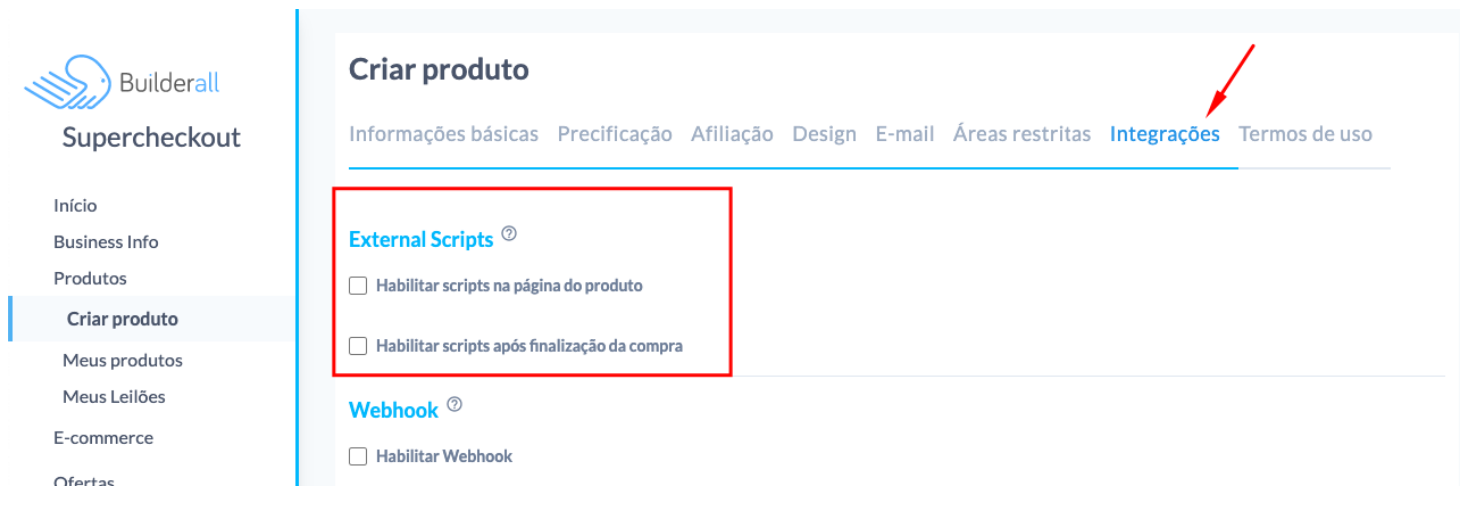 Builderall
Supercheckout
Início
Business Info
Produtos
Criar produto
Meus produtos
Meus Leilões
E-commerce
Ofertas
Criar produto
Informações básicas Precificação Afiliação Design E-mail Áreas restritas Integrações Termos de uso
External Scripts ?
Habilitar scripts na página do produto
Habilitar scripts após finalização da compra
Webhook ?
Habilitar Webhook